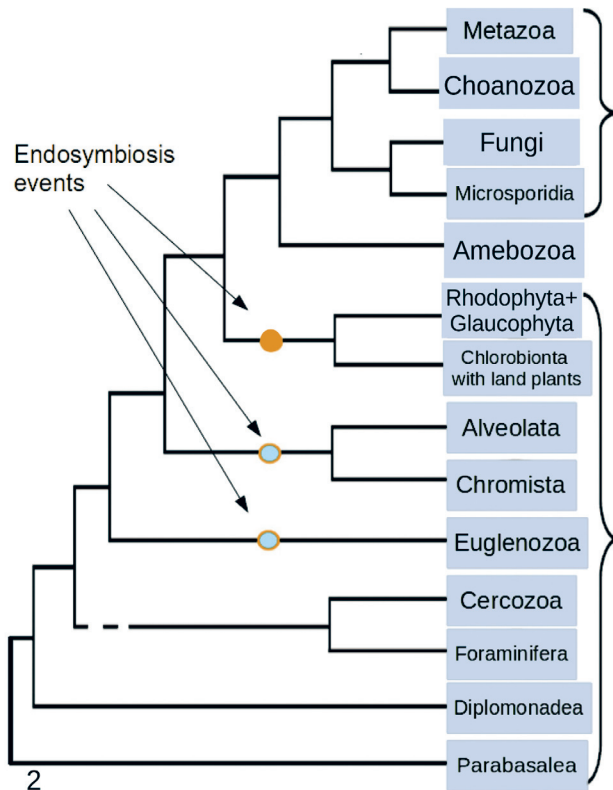 Metazoa
Choanozoa
Fungi
Endosymbiosis
events
Microsporidia
Amebozoa
Rhodophyta+
Glaucophyta
Chlorobionta
with land plants
Alveolata
Chromista
Euglenozoa
Cercozoa
Foraminifera
Diplomonadea
Parabasalea
2